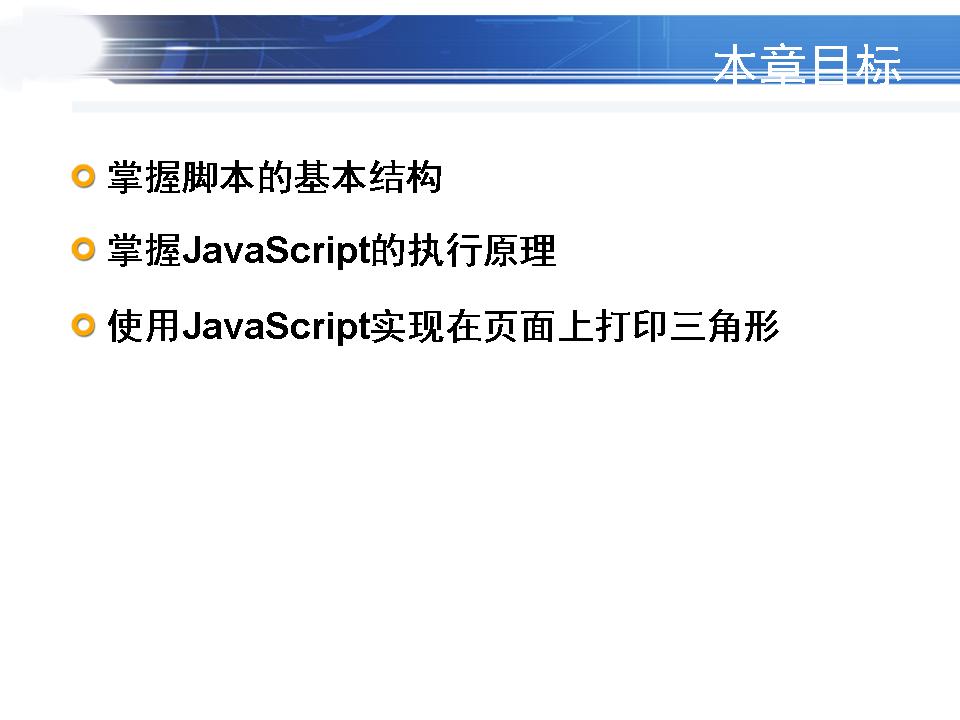 本章目标
掌握脚本的基本结构
掌握JavaScript的执行原理
使用JavaScript实现在页面上打印三角形